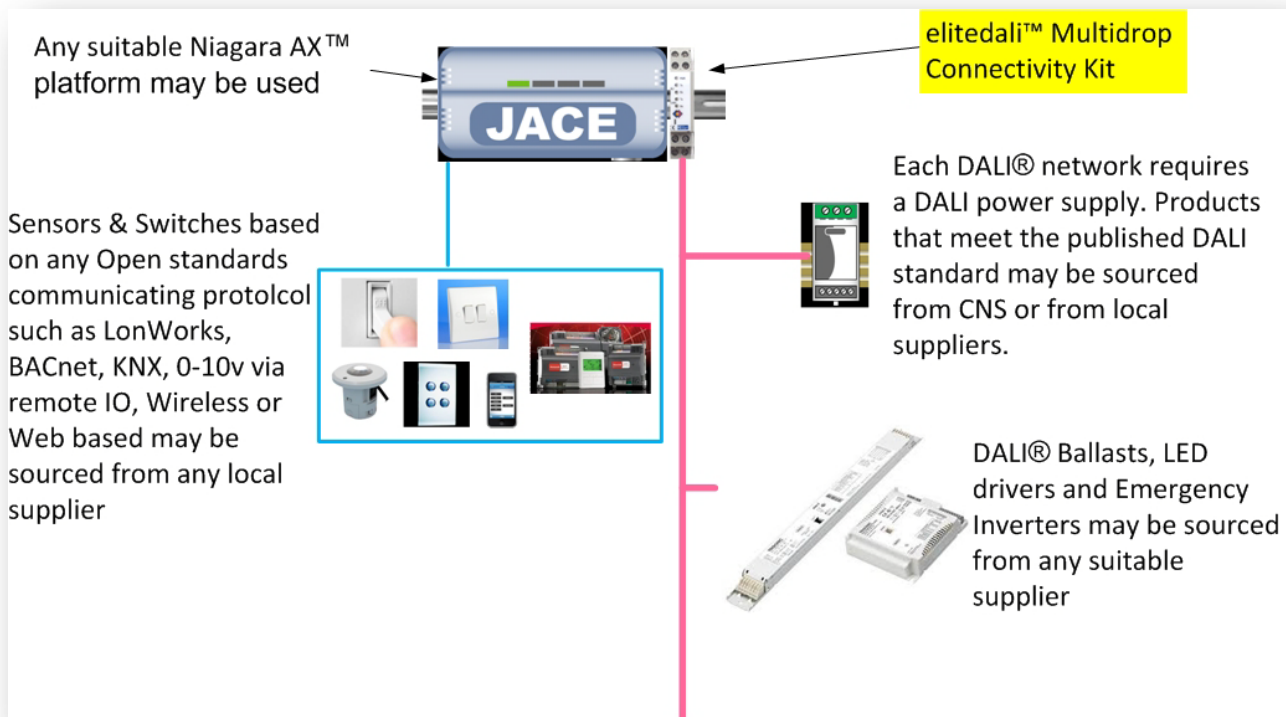 Any suitable Niagara AX™
platform may be used
elitedali™ Multidrop
Connectivity Kit
JACE
Each DALI® network requires
a DALI power supply. Products
that meet the published DALI
standard may be sourced
from CNS or from local
suppliers.
Sensors & Switches based
on any Open standards
communicating protolcol
such as LonWorks,
BACnet, KNX, 0-10v via
remote IO, Wireless or
Web based may be
sourced from any local
supplier
DALI® Ballasts, LED
drivers and Emergency
Inverters may be sourced
from any suitable
supplier